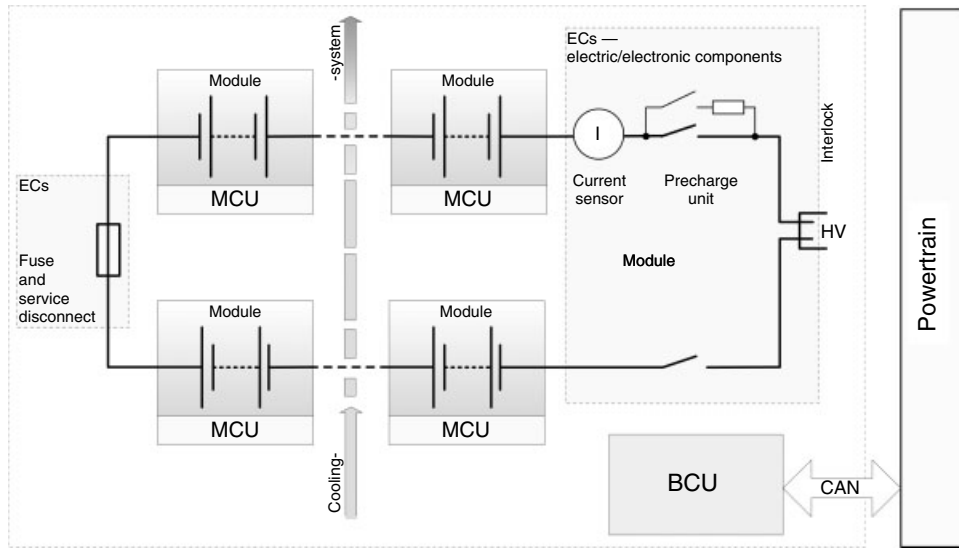 -system
ECs —
electric/electronic components
Module
Module
I
Interlock
MCU
MCU
ECs
Current
sensor
Precharge
unit
HV
Fuse
and
service
disconnect
Module
Powertrain
Module
Module
MCU
MCU
Cooling-
BCU
CAN